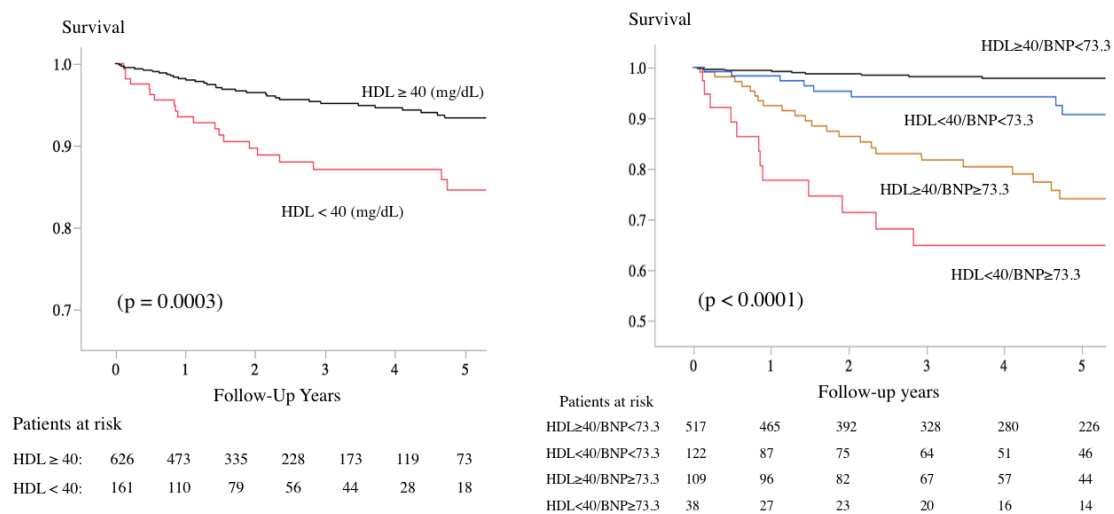 Survival
1.0
0.9
0.8
0.7
HDL ≥ 40 (mg/dL)
HDL < 40 (mg/dL)
(p = 0.0003)
0 1 2 3 4 5
Follow-Up Years
Patients at risk
HDL ≥ 40: 626 473 335 228 173 119 73
HDL < 40: 161 110 79 56 44 28 18
Survival
1.0
0.9
0.8
0.7
0.6
0.5
HDL≥40/BNP<73.3
HDL<40/BNP<73.3
HDL≥40/BNP≥73.3
HDL<40/BNP≥73.3
(p < 0.0001)
0 1 2 3 4 5
Follow-up years
Patients at risk
HDL≥40/BNP<73.3 517 465 392 328 280 226
HDL<40/BNP<73.3 122 87 75 64 51 46
HDL≥40/BNP≥73.3 109 96 82 67 57 44
HDL<40/BNP≥73.3 38 27 23 20 16 14